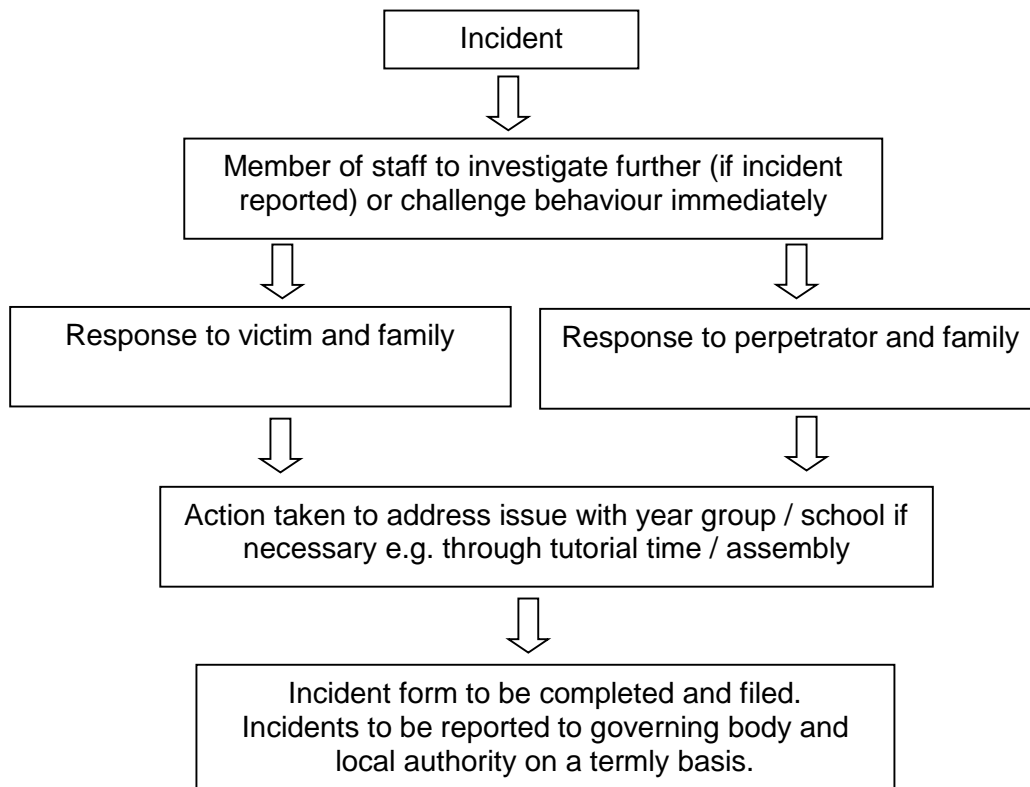 Incident
Member of staff to investigate further (if incident
reported) or challenge behaviour immediately
Response to victim and family
Response to perpetrator and family
Action taken to address issue with year group / school if
necessary e.g. through tutorial time / assembly
Incident form to be completed and filed.
Incidents to be reported to governing body and
local authority on a termly basis.